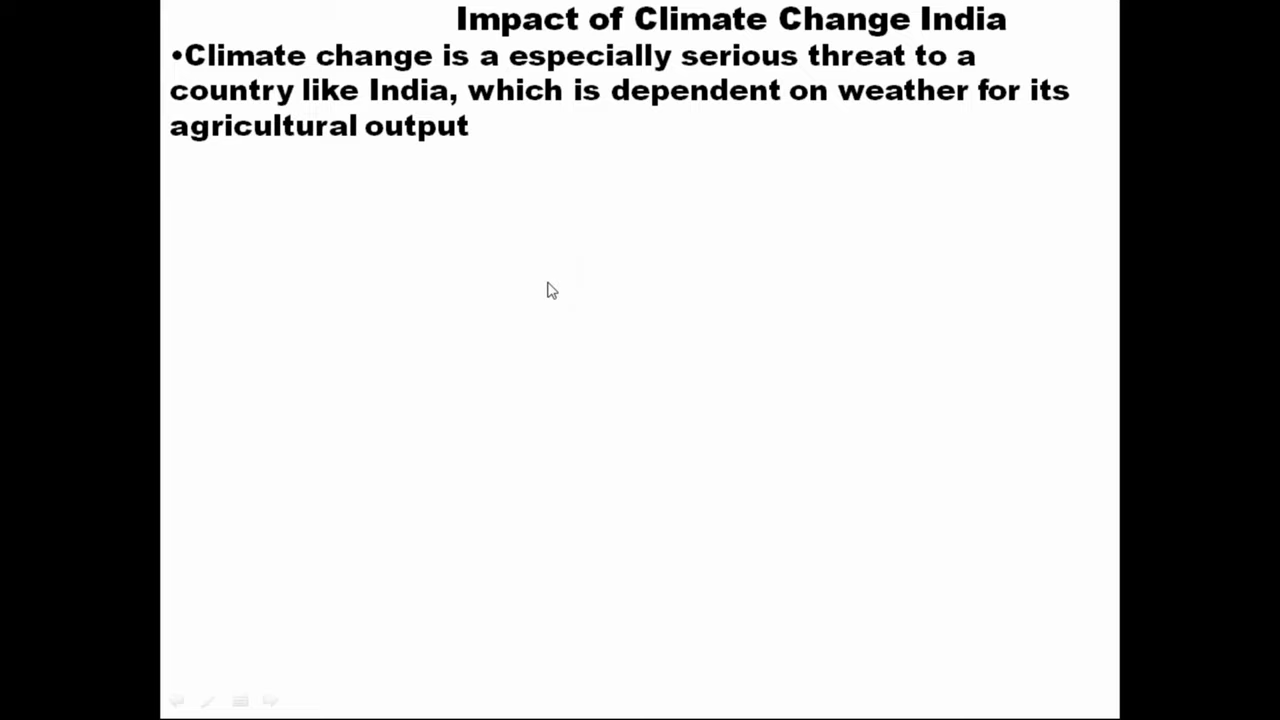 Impact of Climate Change India
•Climate change is a especially serious threat to a
country like India, which is dependent on weather for its
agricultural output